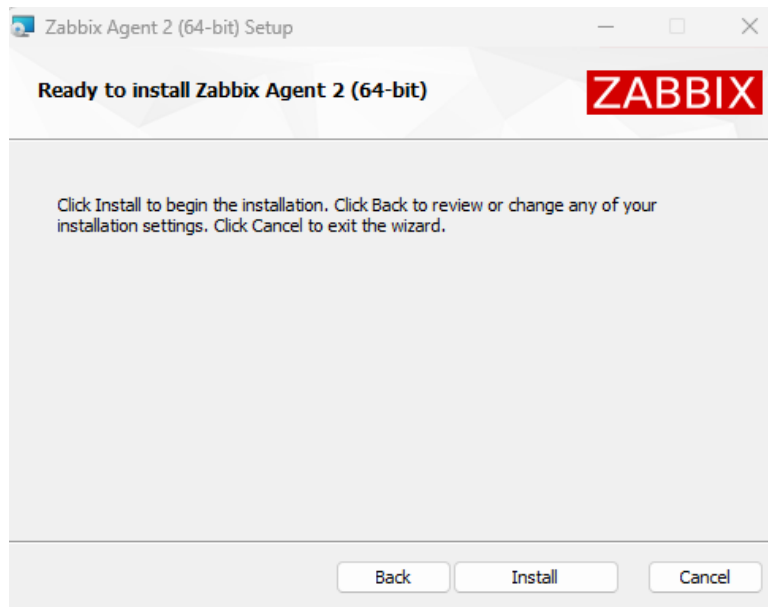 Zabbix Agent 2 (64-bit) Setup
Ready to install Zabbix Agent 2 (64-bit)
ZABBIX
Click Install to begin the installation. Click Back to review or change any of your
installation settings. Click Cancel to exit the wizard.
Back
Install
Cancel